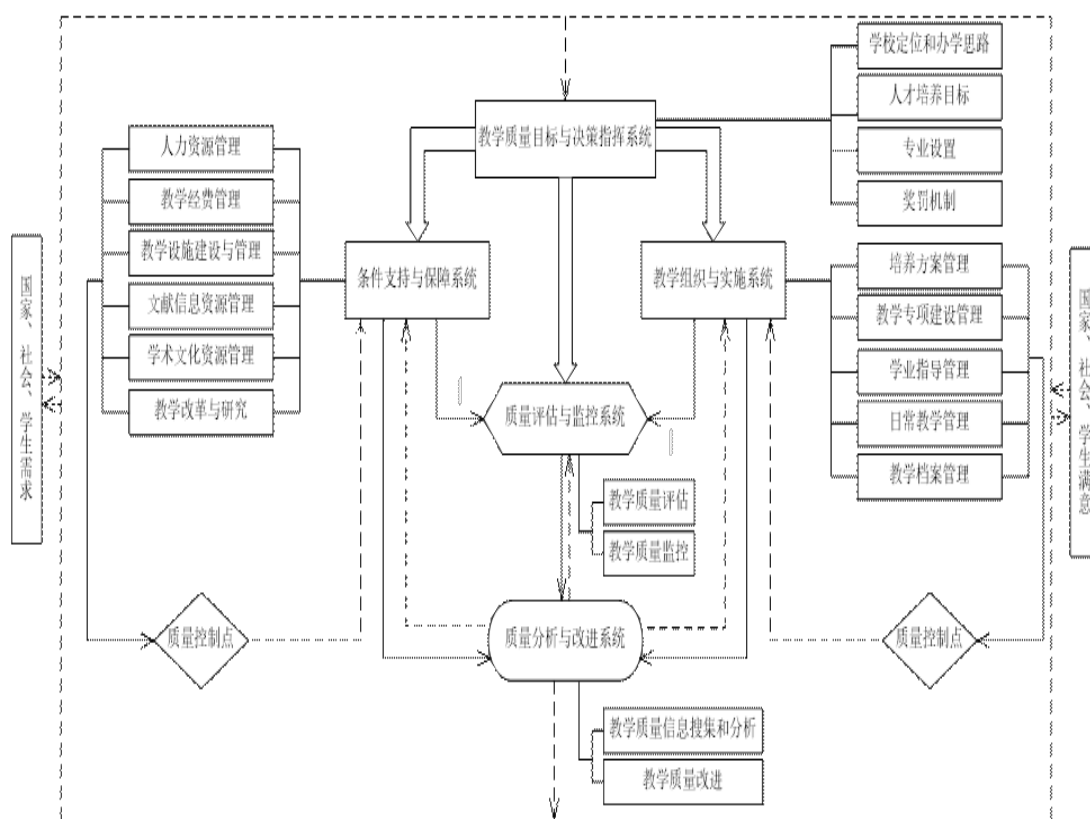 学校定位和办学思路
人才培养目标
专业设置
奖罚机制
教学质量目标与决策指挥系统
人力资源管理
教学经费管理
教学设施建设与管理
文献信息资源管理
学术文化资源管理
教学改革与研究
条件支持与保障系统
教学组织与实施系统
培养方案管理
教学专项建设管理
学业指导管理
日常教学管理
教学档案管理
国家、社会、学生需求
国家、社会、学生满意
质量评估与监控系统
教学质量评估
教学质量监控
质量控制点
质量分析与改进系统
质量控制点
教学质量信息搜集和分析
教学质量改进